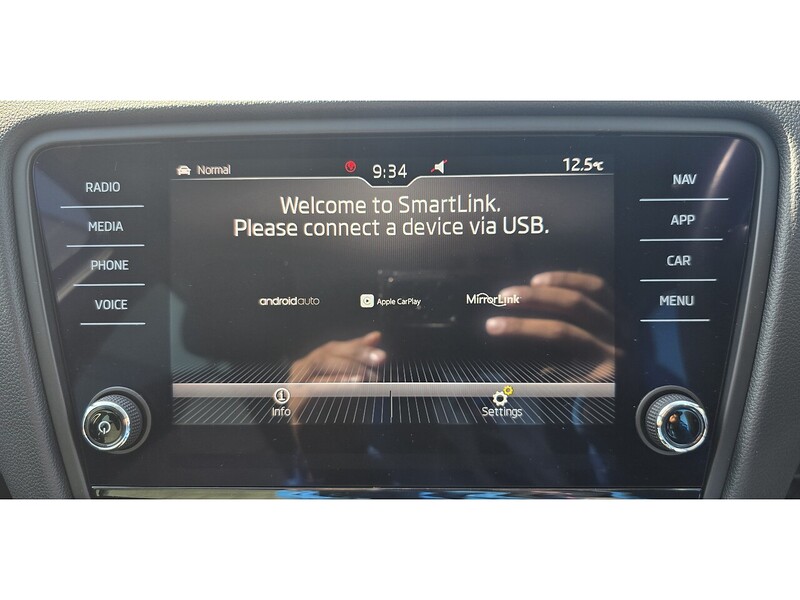 Normal 9:34 12.5°C
RADIO
MEDIA
PHONE
VOICE
Welcome to SmartLink.
Please connect a device via USB.
androidauto Apple CarPlay MirrorLink
Info Settings
NAV
APP
CAR
MENU